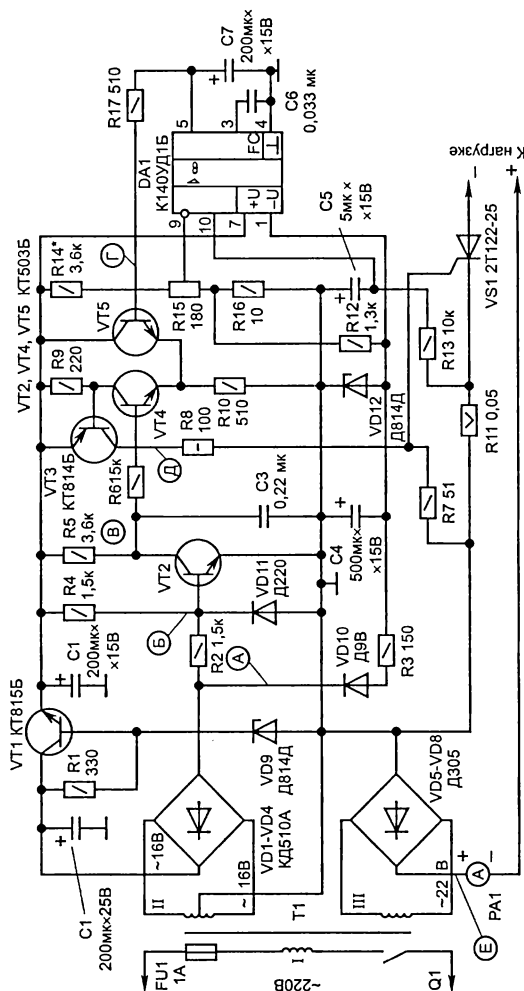 VT1 КТ815Б
VT2, VT4, VT5 КТ503Б
C1
200мк×25В
R1
330
C1
200мк×
×15В
R4
1,5к
R5
3,6к
В
VT3
КТ814Б
R9
220
VT5
Г
R14*
3,6к
R17 510
DA1
К140УД1Б
9
10
7
1
8
+U
−U
FC
⊥
5
3
4
C7
200мк×
×15В
C6
0,033 мк
Б
VT2
R615к
Д
VT4
R8
100
R10
510
R15
180
R16
10
C5
5мк ×
×15В
R2 1,5к
VD11
Д220
C3
0,22 мк
VD12
Д814Д
R12
1,3к
А
VD9
Д814Д
VD10
Д9В
C4
500мк×
×15В
R3 150
R7 51
R13 10к
R11 0,05
VS1 2Т122-25
К нагрузке
−
+
II
~16В
~ 16В
VD1-VD4
КД510А
T1
III
~22 В
VD5-VD8
Д305
Е
+
А
−
PA1
FU1
1А
I
~220В
Q1